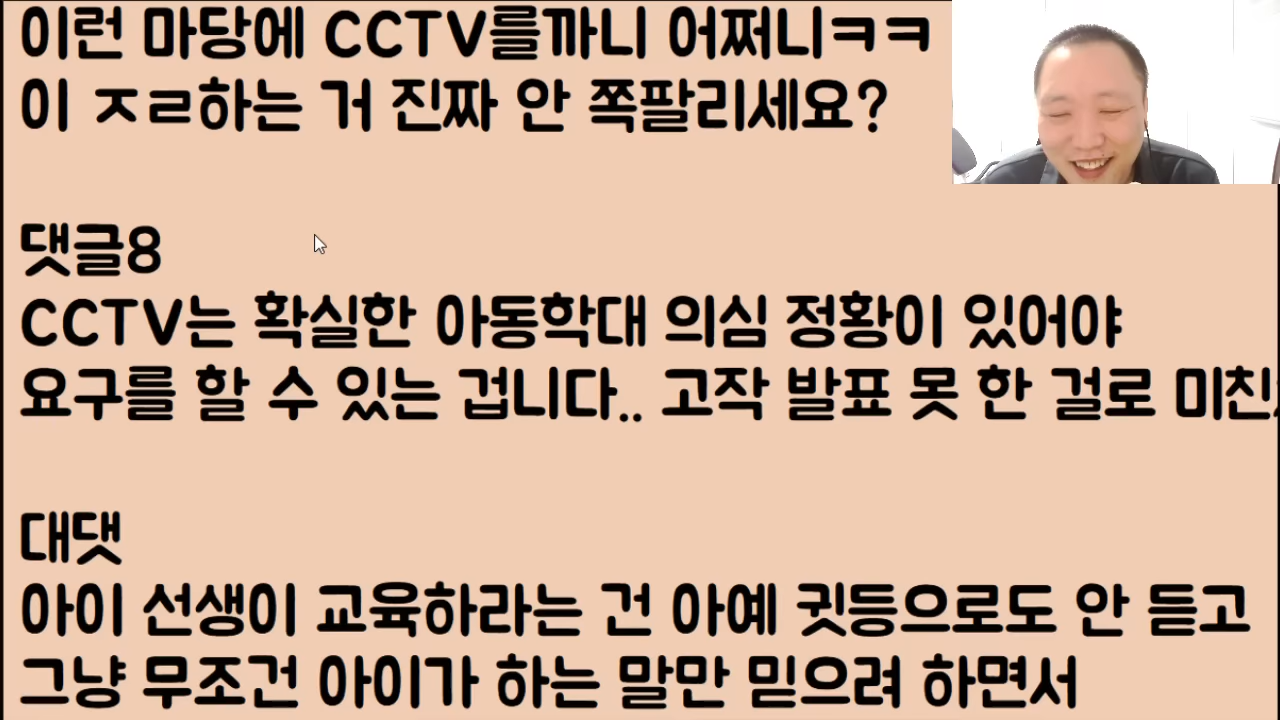 이런 마당에 CCTV를까니 어쩌니ㅋㅋ
이 ㅈㄹ하는 거 진짜 안 쪽팔리세요?
댓글8
CCTV는 확실한 아동학대 의심 정황이 있어야
요구를 할 수 있는 겁니다.. 고작 발표 못 한 걸로 미친
대댓
아이 선생이 교육하라는 건 아예 귓등으로도 안 듣고
그냥 무조건 아이가 하는 말만 믿으려 하면서